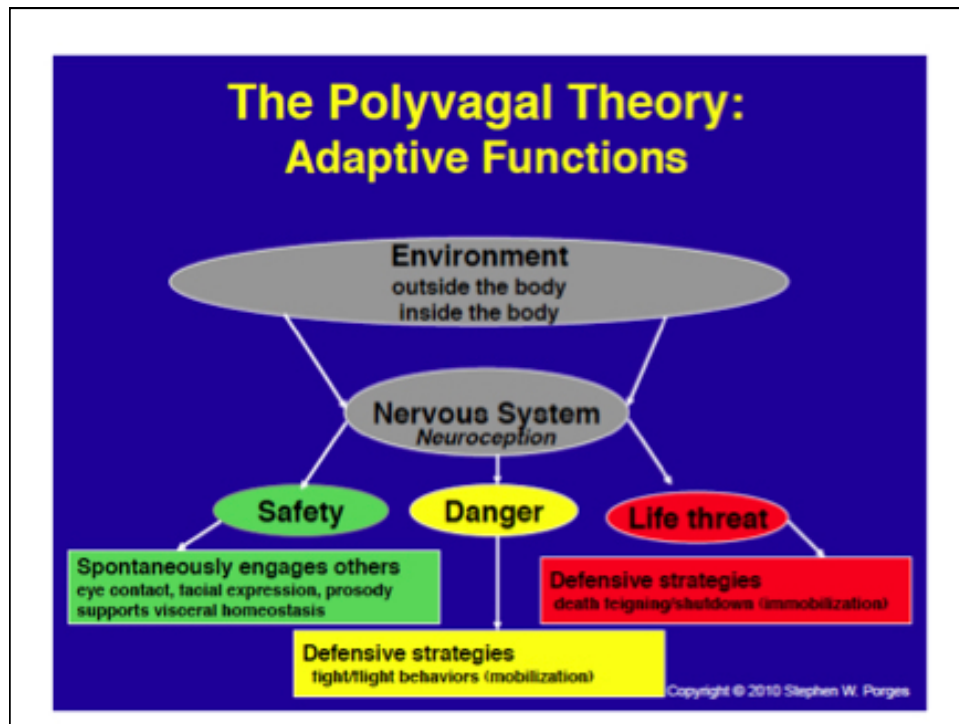 The Polyvagal Theory:
Adaptive Functions
Environment
outside the body
inside the body
Nervous System
Neuroception
Safety
Danger
Life threat
Spontaneously engages others
eye contact, facial expression, prosody
supports visceral homeostasis
Defensive strategies
death feigning/shutdown (immobilization)
Defensive strategies
fight/flight behaviors (mobilization)
Copyright © 2010 Stephen W. Porges